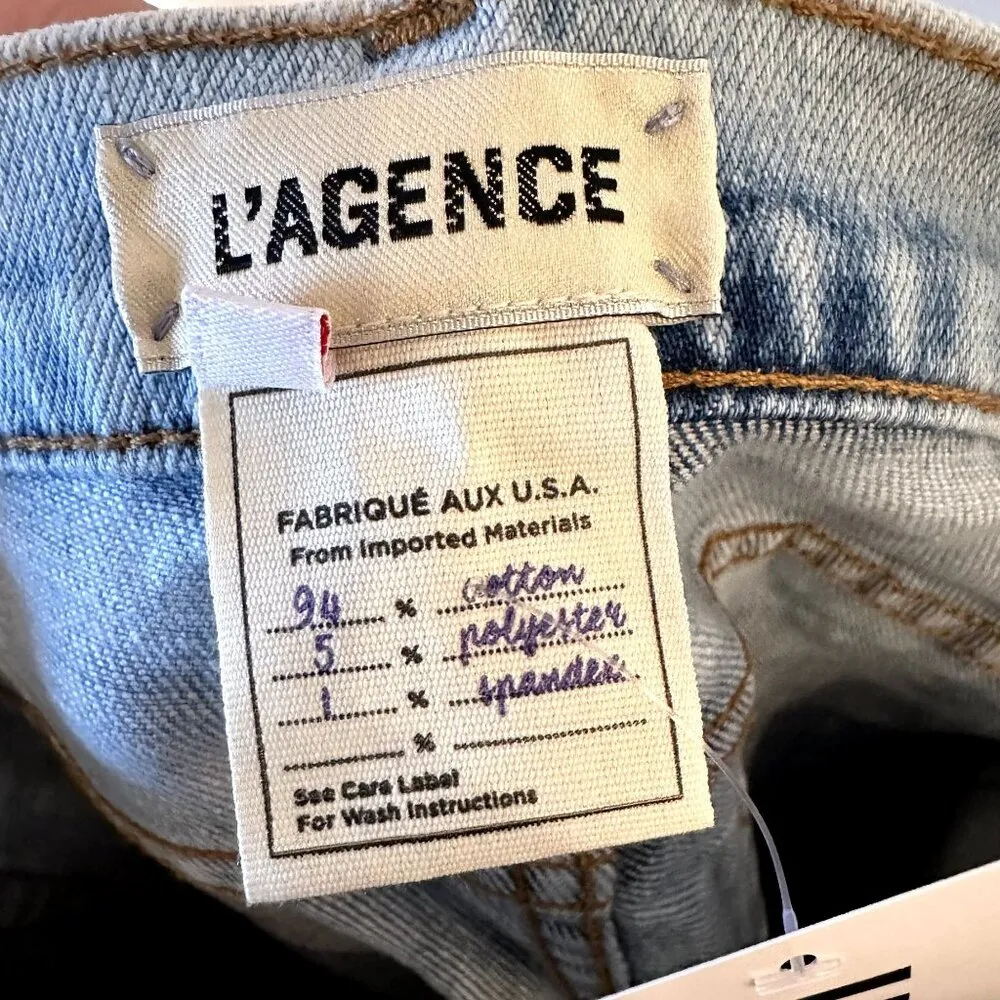 L'AGENCE
FABRIQUÉ AUX U.S.A.
From Imported Materials
94 % cotton
5 % polyester
1 % spandex
%
See Care Label
For Wash Instructions